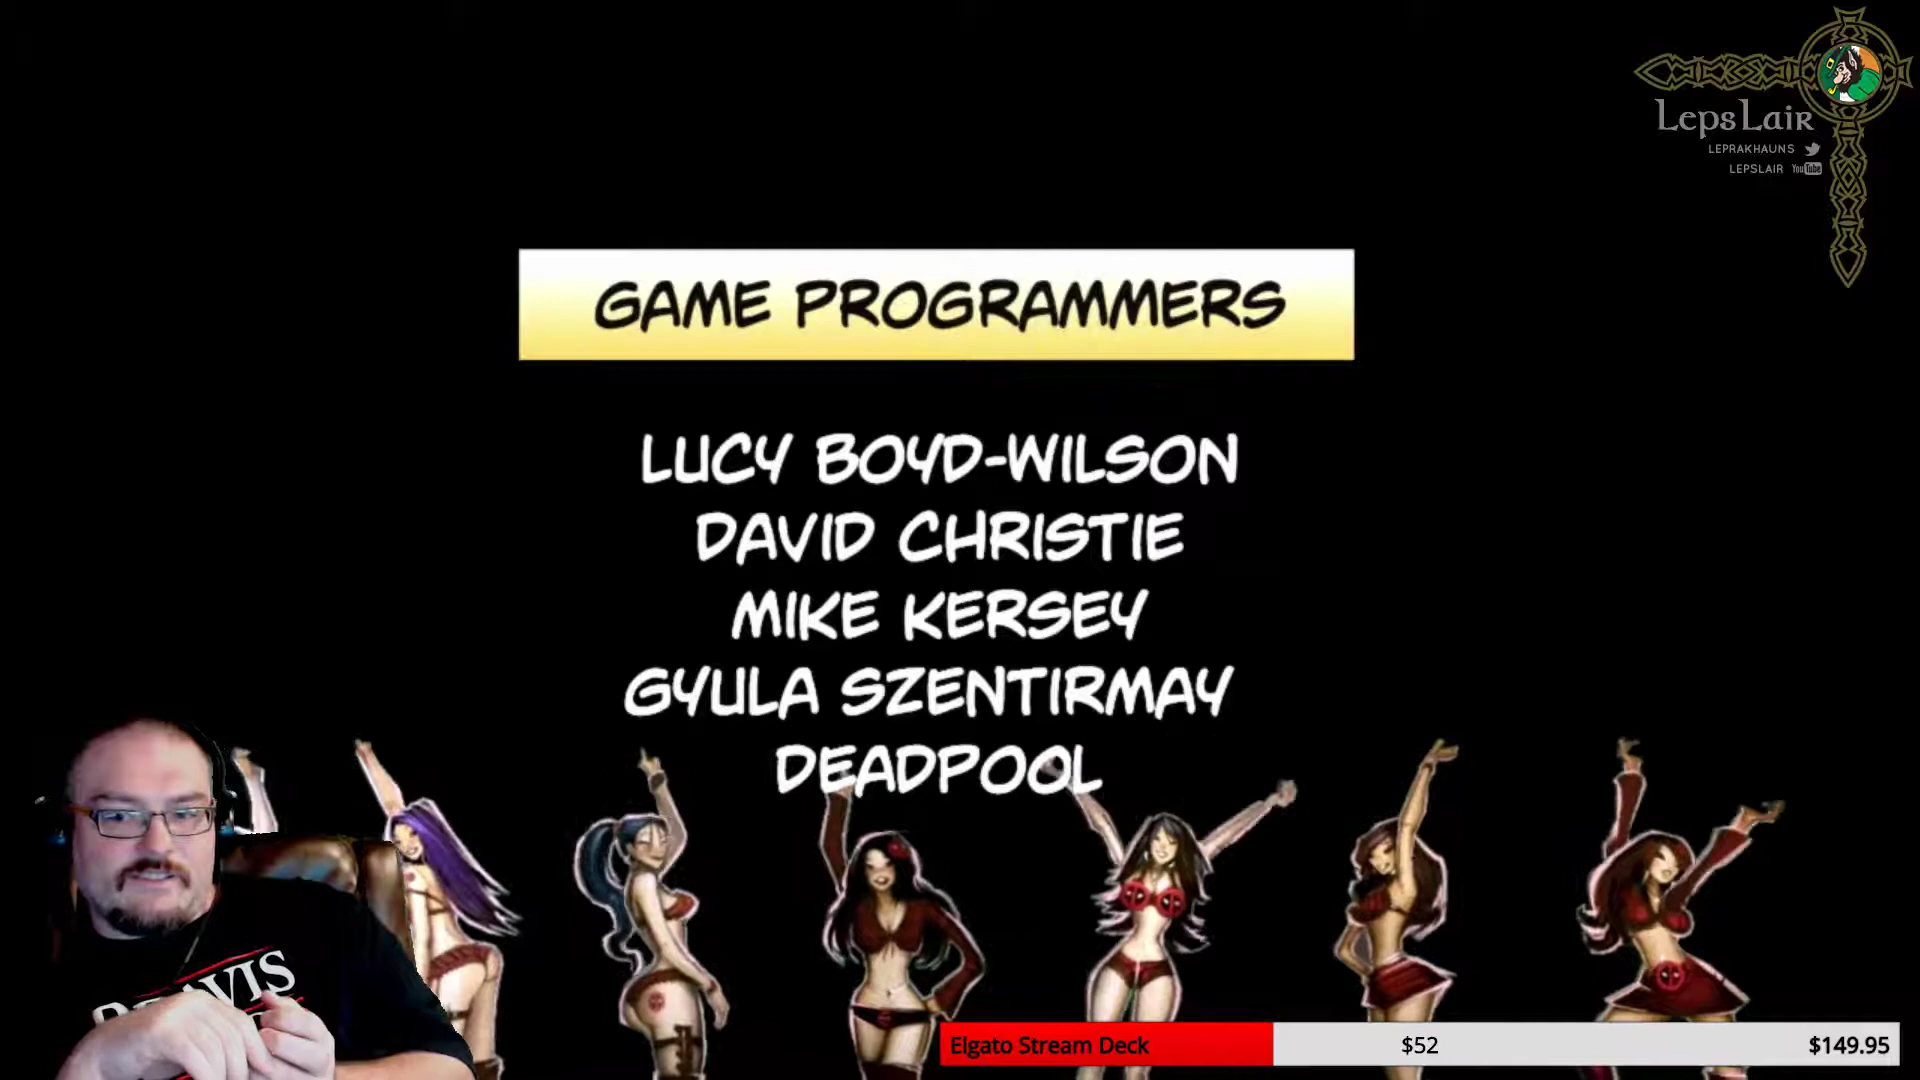 LepsLair
LEPRAKHAUNS
LEPSLAIR YouTube
GAME PROGRAMMERS
LUCY BOYD-WILSON
DAVID CHRISTIE
MIKE KERSEY
GYULA SZENTIRMAY
DEADPOOL
Elgato Stream Deck $52 $149.95